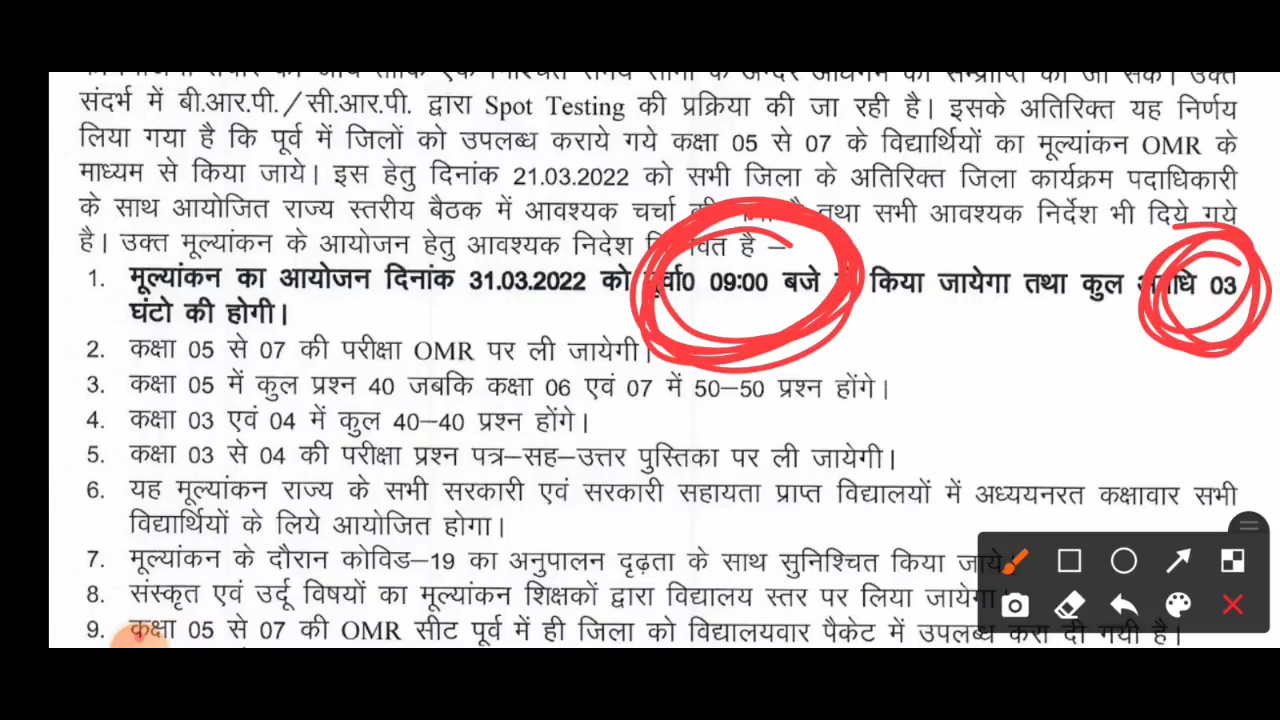 संदर्भ में बी.आर.पी. / सी.आर.पी. द्वारा Spot Testing की प्रक्रिया की जा रही है। इसके अतिरिक्त यह निर्णय
लिया गया है कि पूर्व में जिलों को उपलब्ध कराये गये कक्षा 05 से 07 के विद्यार्थियों का मूल्यांकन OMR के
माध्यम से किया जाये। इस हेतु दिनांक 21.03.2022 को सभी जिला के अतिरिक्त जिला कार्यक्रम पदाधिकारी
के साथ आयोजित राज्य स्तरीय बैठक में आवश्यक चर्चा की तथा सभी आवश्यक निर्देश भी दिये गये
है। उक्त मूल्यांकन के आयोजन हेतु आवश्यक निदेश है –
1. मूल्यांकन का आयोजन दिनांक 31.03.2022 को पूर्वा0 09:00 बजे से किया जायेगा तथा कुल अवधि 03
घंटो की होगी।
2. कक्षा 05 से 07 की परीक्षा OMR पर ली जायेगी।
3. कक्षा 05 में कुल प्रश्न 40 जबकि कक्षा 06 एवं 07 में 50–50 प्रश्न होंगे।
4. कक्षा 03 एवं 04 में कुल 40–40 प्रश्न होंगे।
5. कक्षा 03 से 04 की परीक्षा प्रश्न पत्र–सह–उत्तर पुस्तिका पर ली जायेगी।
6. यह मूल्यांकन राज्य के सभी सरकारी एवं सरकारी सहायता प्राप्त विद्यालयों में अध्ययनरत कक्षावार सभी
विद्यार्थियों के लिये आयोजित होगा।
7. मूल्यांकन के दौरान कोविड–19 का अनुपालन दृढ़ता के साथ सुनिश्चित किया जाये।
8. संस्कृत एवं उर्दू विषयों का मूल्यांकन शिक्षकों द्वारा विद्यालय स्तर पर लिया जायेगा।
9. कक्षा 05 से 07 की OMR सीट पूर्व में ही जिला को विद्यालयवार पैकेट में उपलब्ध करा दी गयी है।